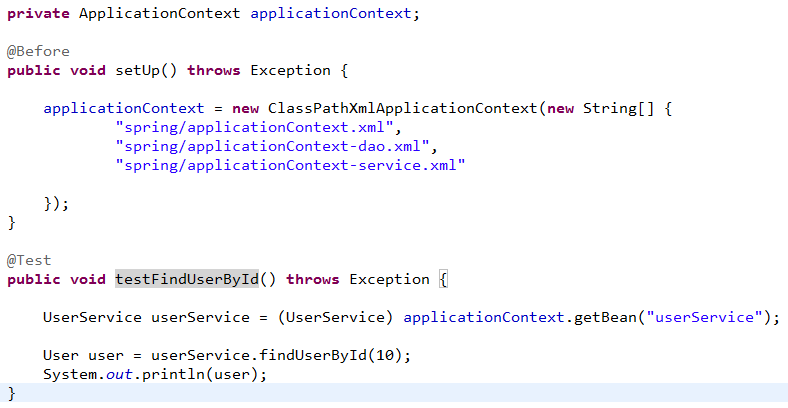 private ApplicationContext applicationContext;
@Before
public void setUp() throws Exception {
applicationContext = new ClassPathXmlApplicationContext(new String[] {
"spring/applicationContext.xml",
"spring/applicationContext-dao.xml",
"spring/applicationContext-service.xml"
});
}
@Test
public void testFindUserById() throws Exception {
UserService userService = (UserService) applicationContext.getBean("userService");
User user = userService.findUserById(10);
System.out.println(user);
}